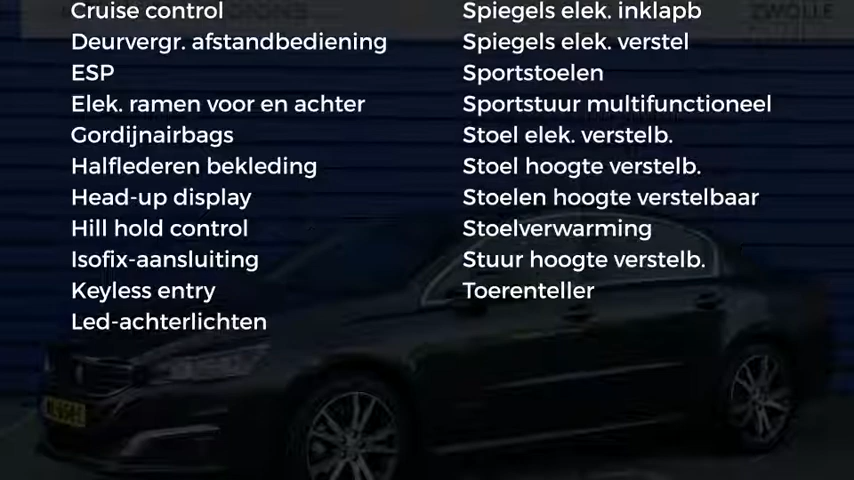 Cruise control
Deurvergr. afstandbediening
ESP
Elek. ramen voor en achter
Gordijnairbags
Halflederen bekleding
Head-up display
Hill hold control
Isofix-aansluiting
Keyless entry
Led-achterlichten
Spiegels elek. inklapb
Spiegels elek. verstel
Sportstoelen
Sportstuur multifunctioneel
Stoel elek. verstelb.
Stoel hoogte verstelb.
Stoelen hoogte verstelbaar
Stoelverwarming
Stuur hoogte verstelb.
Toerenteller
ZWOLLE